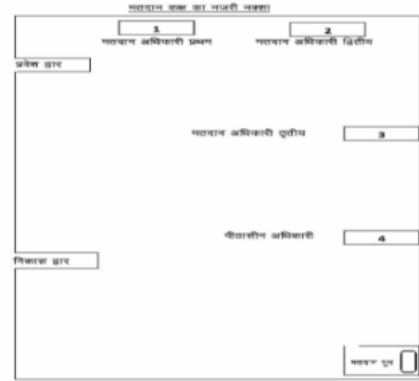 मतदान कक्ष का नजरी नक्शा
1
2
मतदान अधिकारी प्रथम
मतदान अधिकारी द्वितीय
प्रवेश द्वार
मतदान अधिकारी तृतीय
3
पीठासीन अधिकारी
4
निकास द्वार
मतदान